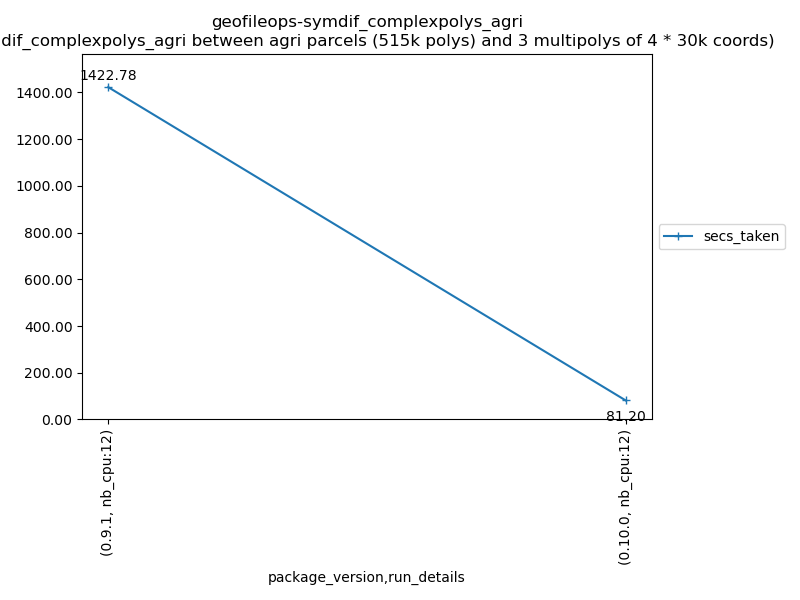 geofileops-symdif_complexpolys_agri
dif_complexpolys_agri between agri parcels (515k polys) and 3 multipolys of 4 * 30k coords)
1422.78
1400.00
1200.00
1000.00
800.00
600.00
400.00
200.00
0.00
81.20
secs_taken
(0.9.1, nb_cpu:12)
(0.10.0, nb_cpu:12)
package_version,run_details